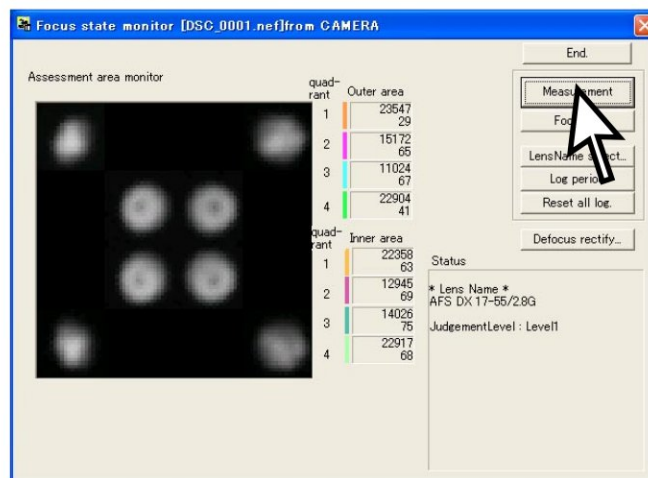 Focus state monitor [DSC_0001.nef]from CAMERA
End.
Assessment area monitor
quad-
rant
Outer area
1
23547
29
2
15172
65
3
11024
67
4
22904
41
quad-
rant
Inner area
1
22358
63
2
12945
69
3
14026
75
4
22917
68
Measurement
LensName
Log
Reset all log.
Defocus rectify...
Status
* Lens Name *
AFS DX 17-55/2.8G
JudgementLevel : Level1